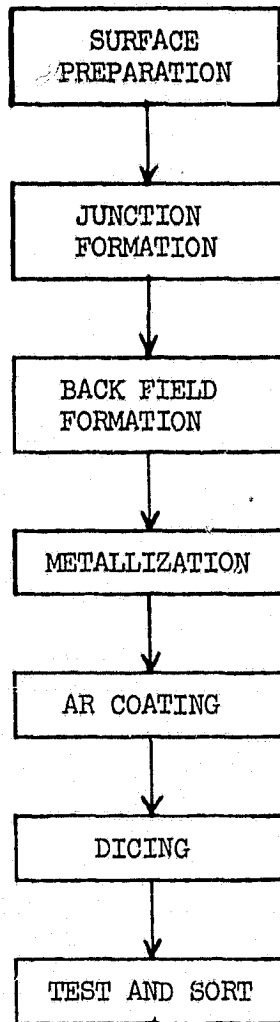 SURFACE
PREPARATION
JUNCTION
FORMATION
BACK FIELD
FORMATION
METALLIZATION
AR COATING
DICING
TEST AND SORT